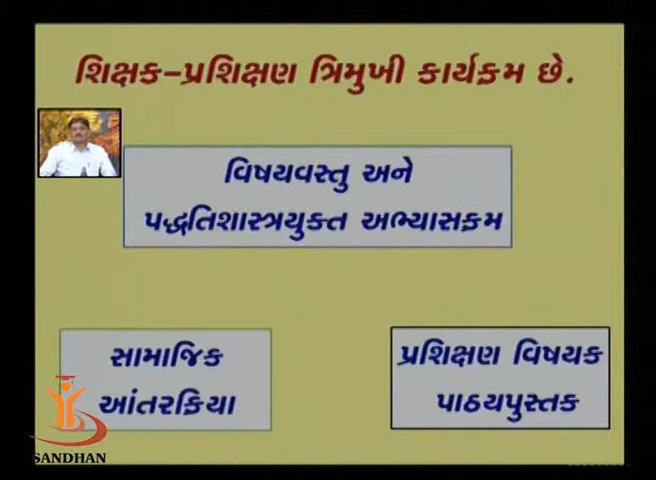 શિક્ષક-પ્રશિક્ષણ ત્રિમુખી કાર્યક્રમ છે.
વિષયવસ્તુ અને
પદ્ધતિશાસ્ત્રયુક્ત અભ્યાસક્રમ
સામાજિક
આંતરક્રિયા
પ્રશિક્ષણ વિષયક
પાઠયપુસ્તક
SANDHAN